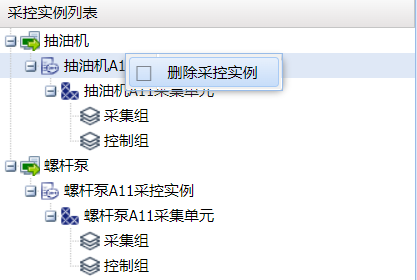 采控实例列表
抽油机
抽油机A1
删除采控实例
抽油机A11采集单元
采集组
控制组
螺杆泵
螺杆泵A11采控实例
螺杆泵A11采集单元
采集组
控制组